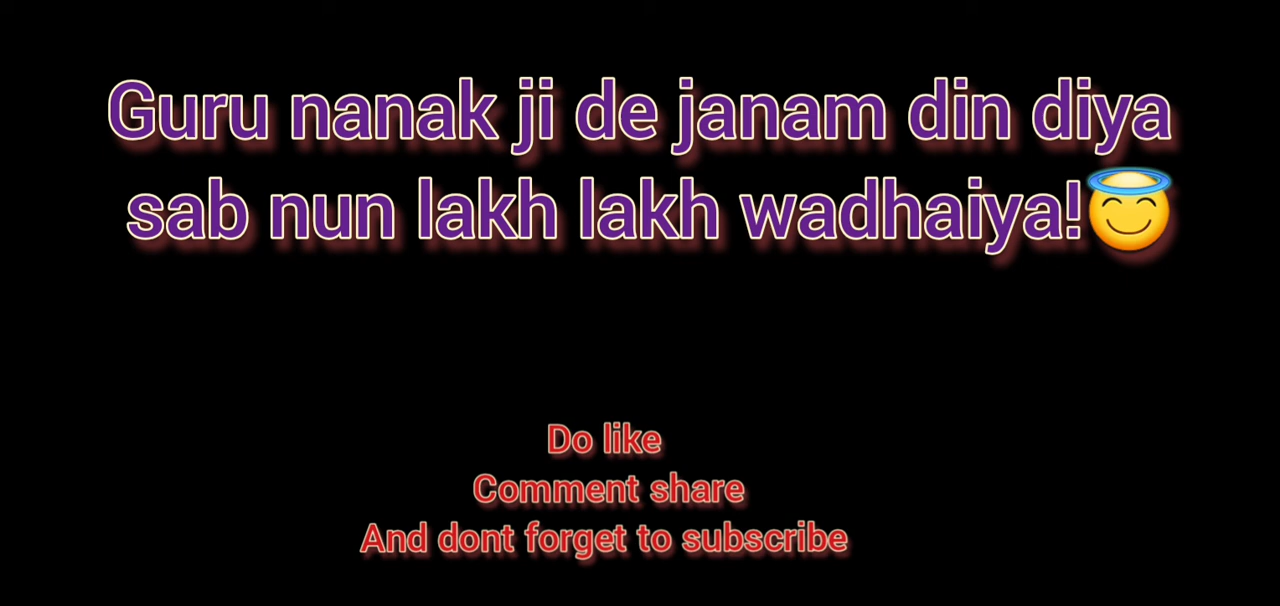 Guru nanak ji de janam din diya
sab nun lakh lakh wadhaiya!😇
Do like
Comment share
And dont forget to subscribe